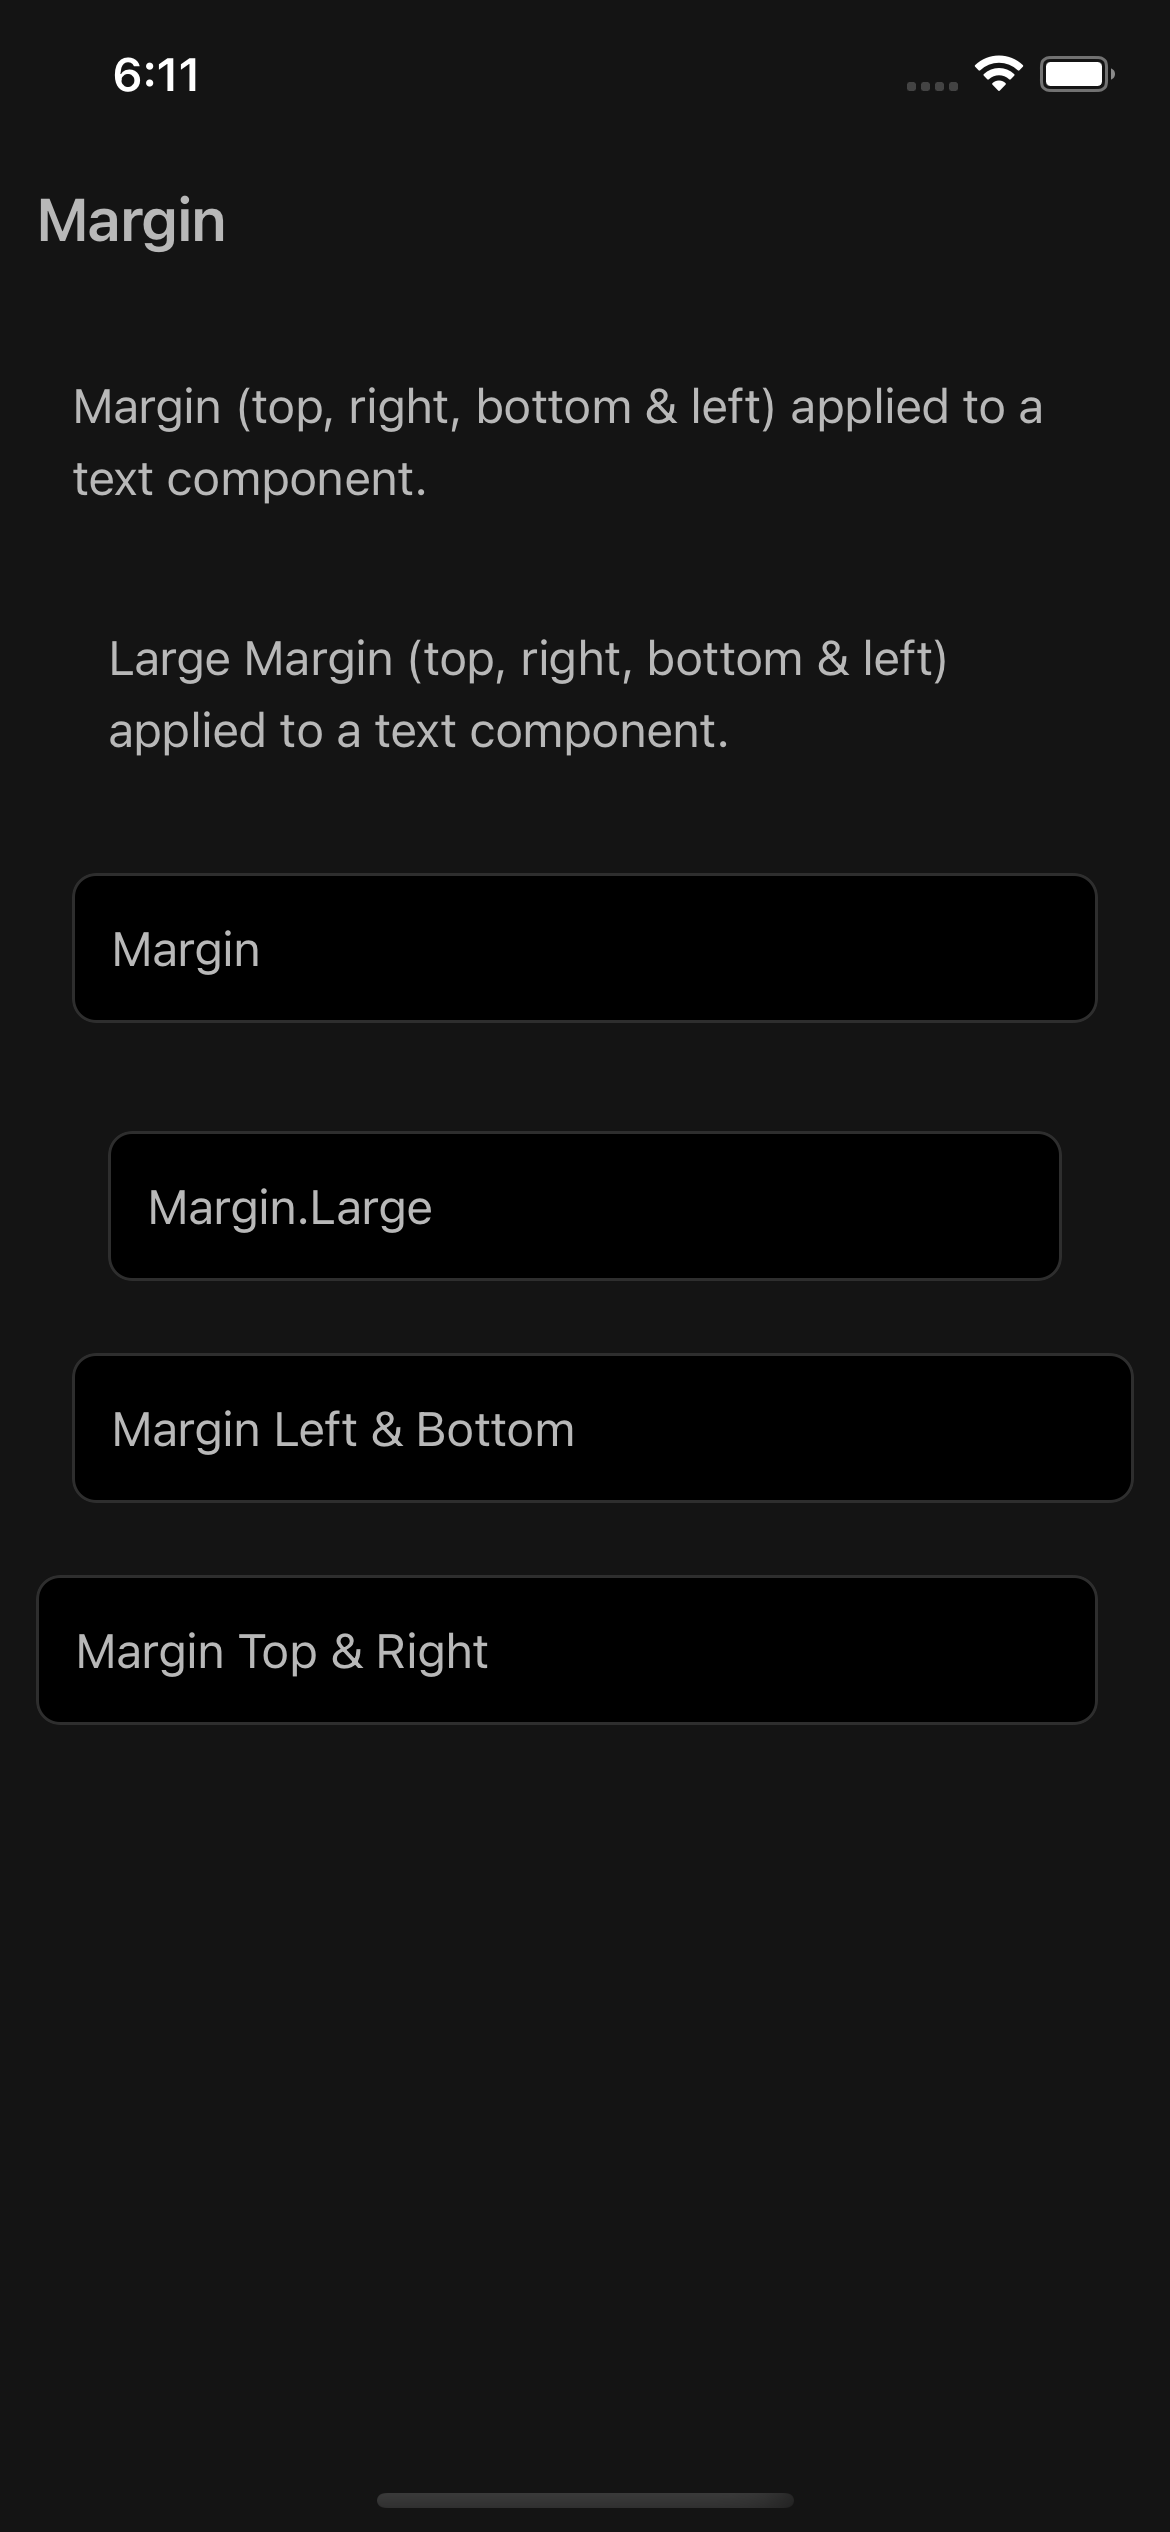 6:11
Margin
Margin (top, right, bottom & left) applied to a
text component.
Large Margin (top, right, bottom & left)
applied to a text component.
Margin
Margin.Large
Margin Left & Bottom
Margin Top & Right